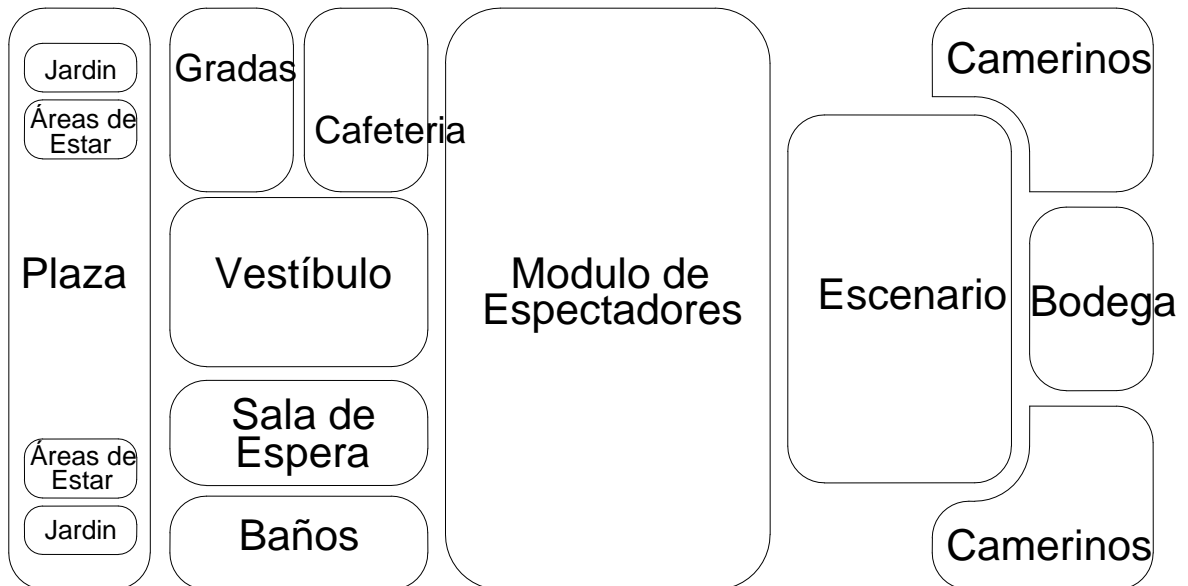 Jardin
Áreas de
Estar
Plaza
Áreas de
Estar
Jardin
Gradas
Cafeteria
Vestíbulo
Sala de
Espera
Baños
Modulo de
Espectadores
Escenario
Camerinos
Bodega
Camerinos